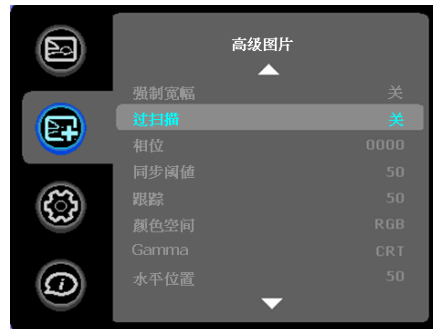 高级图片
强制宽幅 关
过扫描 关
相位 0000
同步阈值 50
跟踪 50
颜色空间 RGB
Gamma CRT
水平位置 50